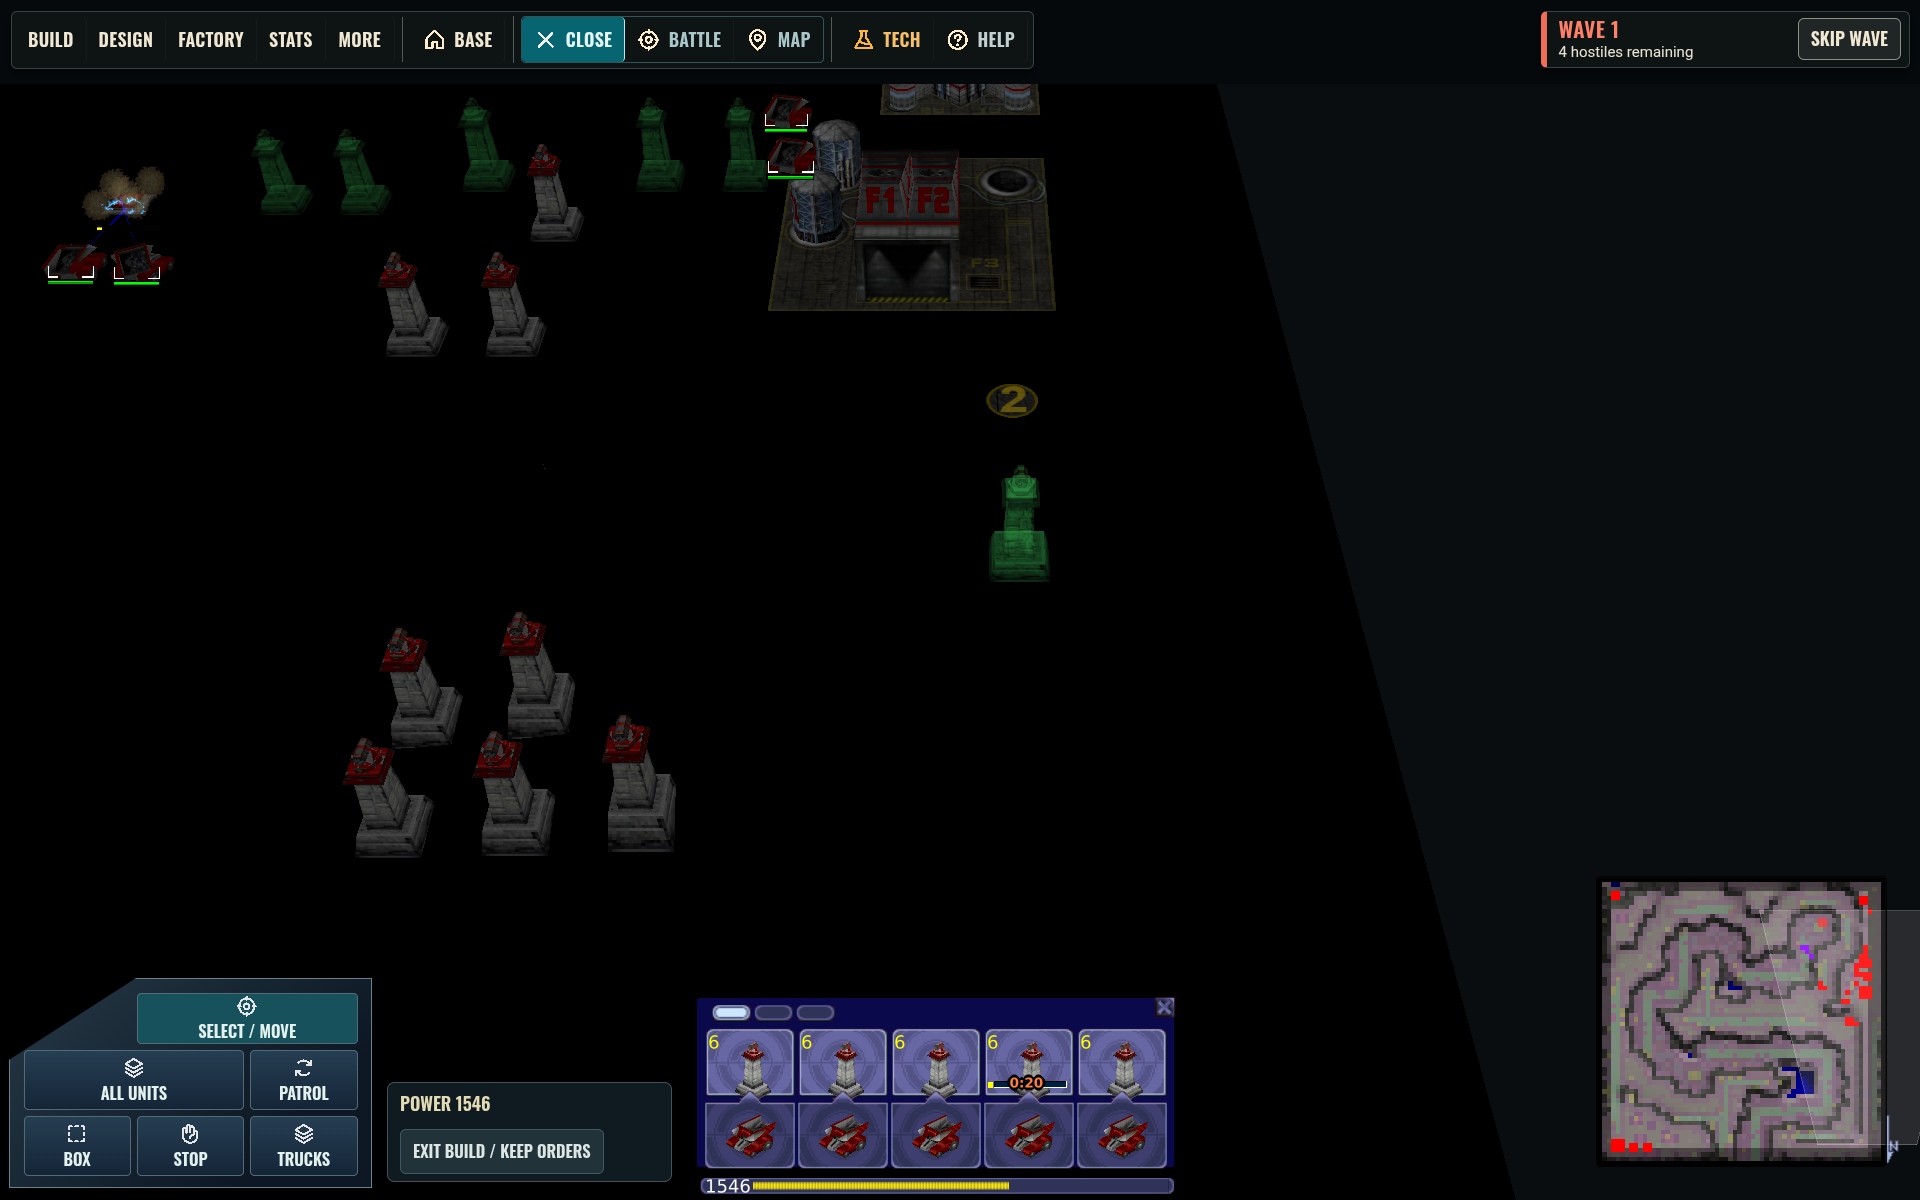 BUILD DESIGN FACTORY STATS MORE BASE CLOSE BATTLE MAP TECH HELP
WAVE 1
4 hostiles remaining
SKIP WAVE
F1 F2
F3
2
SELECT / MOVE
ALL UNITS PATROL
BOX STOP TRUCKS
POWER 1546
EXIT BUILD / KEEP ORDERS
6 6 6 6 6
0:20
1546
N